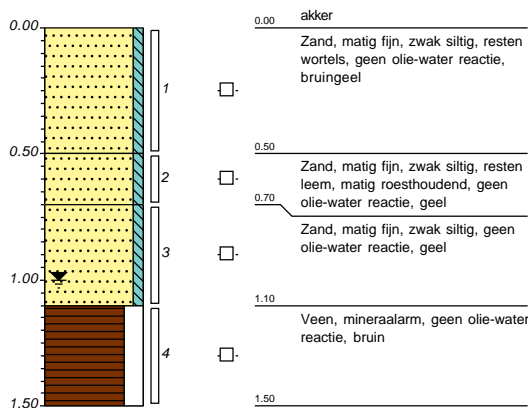 0.00
0.50
1.00
1.50
1
2
3
4
0.00
akker
Zand, matig fijn, zwak siltig, resten
wortels, geen olie-water reactie,
bruingeel
0.50
Zand, matig fijn, zwak siltig, resten
leem, matig roesthoudend, geen
olie-water reactie, geel
0.70
Zand, matig fijn, zwak siltig, geen
olie-water reactie, geel
1.10
Veen, mineraalarm, geen olie-water
reactie, bruin
1.50